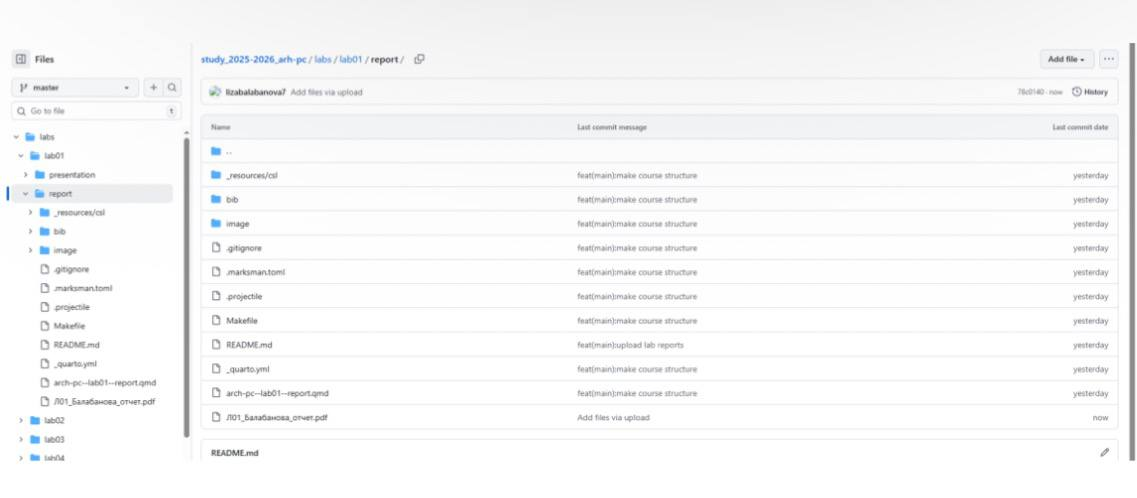 Files
master
Go to file
t
labs
lab01
presentation
report
_resources/csl
bib
image
.gitignore
.marksman.toml
.projectile
Makefile
README.md
_quarto.yml
arch-pc--lab01--report.qmd
Л01_Балабанова_отчет.pdf
lab02
lab03
lab04
study_2025-2026_arh-pc / labs / lab01 / report /
Add file
lizabalabanova7 Add files via upload 78c0140 · now History
Name Last commit message Last commit date
..
_resources/csl feat(main):make course structure yesterday
bib feat(main):make course structure yesterday
image feat(main):make course structure yesterday
.gitignore feat(main):make course structure yesterday
.marksman.toml feat(main):make course structure yesterday
.projectile feat(main):make course structure yesterday
Makefile feat(main):make course structure yesterday
README.md feat(main):upload lab reports yesterday
_quarto.yml feat(main):make course structure yesterday
arch-pc--lab01--report.qmd feat(main):make course structure yesterday
Л01_Балабанова_отчет.pdf Add files via upload now
README.md